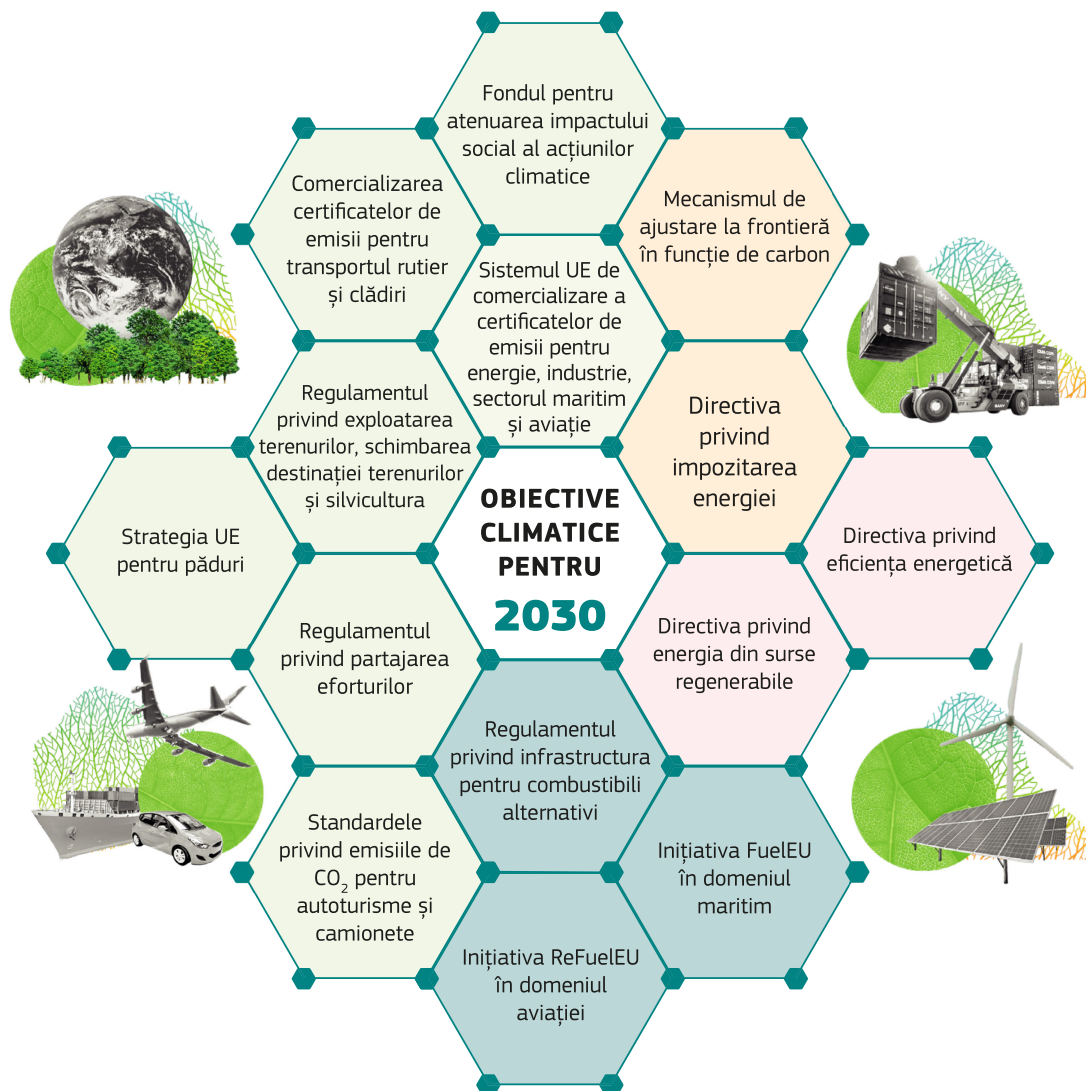 Fondul pentru
atenuarea impactului
social al acțiunilor
climatice
Comercializarea
certificatelor de
emisii pentru
transportul rutier
și clădiri
Mecanismul de
ajustare la frontieră
în funcție de carbon
Sistemul UE de
comercializare a
certificatelor de
emisii pentru
energie, industrie,
sectorul maritim
și aviație
Regulamentul
privind exploatarea
terenurilor, schimbarea
destinației terenurilor
și silvicultura
Directiva
privind
impozitarea
energiei
Strategia UE
pentru păduri
OBIECTIVE
CLIMATICE
PENTRU
2030
Directiva privind
eficiența energetică
Regulamentul
privind partajarea
eforturilor
Directiva privind
energia din surse
regenerabile
Regulamentul
privind infrastructura
pentru combustibili
alternativi
Standardele
privind emisiile de
CO₂ pentru
autoturisme și
camionete
Inițiativa FuelEU
în domeniul
maritim
Inițiativa ReFuelEU
în domeniul
aviației